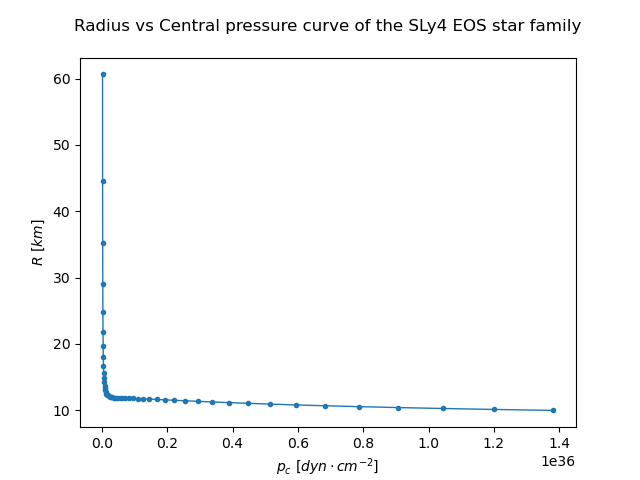 Radius vs Central pressure curve of the SLy4 EOS star family
60
50
40
30
20
10
R [km]
0.0 0.2 0.4 0.6 0.8 1.0 1.2 1.4
1e36
p_c [dyn · cm^{-2}]